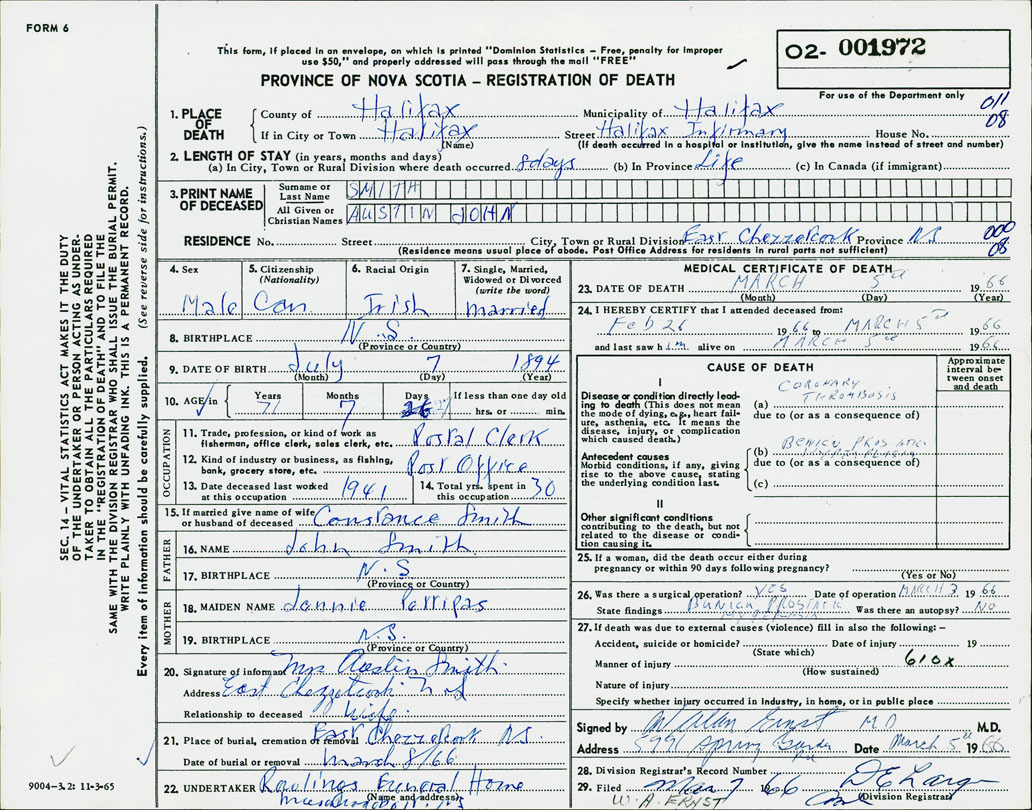 FORM 6
This form, if placed in an envelope, on which is printed "Dominion Statistics – Free, penalty for improper
use $50," and properly addressed will pass through the mail "FREE"
02- 001972
PROVINCE OF NOVA SCOTIA – REGISTRATION OF DEATH
For use of the Department only
011
08
1. PLACE OF DEATH
County of Halifax Municipality of Halifax
If in City or Town Halifax Street Halifax Infirmary House No.
(Name) (If death occurred in a hospital or institution, give the name instead of street and number)
2. LENGTH OF STAY (in years, months and days)
(a) In City, Town or Rural Division where death occurred 8 days (b) In Province Life (c) In Canada (if immigrant)
3. PRINT NAME OF DECEASED
Surname or Last Name SMITH
All Given or Christian Names AUSTIN JOHN
RESIDENCE No. Street City, Town or Rural Division East Chezzetcook Province N.S.
000
08
(Residence means usual place of abode. Post Office Address for residents in rural parts not sufficient)
4. Sex Male
5. Citizenship (Nationality) Can
6. Racial Origin Irish
7. Single, Married, Widowed or Divorced (write the word) Married
8. BIRTHPLACE N.S.
(Province or Country)
9. DATE OF BIRTH July 7 1894
(Month) (Day) (Year)
10. AGE in Years 71 Months 7 Days If less than one day old hrs. or min.
OCCUPATION
11. Trade, profession, or kind of work as fisherman, office clerk, sales clerk, etc. Postal Clerk
12. Kind of industry or business, as fishing, bank, grocery store, etc. Post Office
13. Date deceased last worked at this occupation 1941
14. Total yrs. spent in this occupation 30
15. If married give name of wife or husband of deceased Constance Smith
FATHER
16. NAME John Smith
17. BIRTHPLACE N.S
(Province or Country)
MOTHER
18. MAIDEN NAME
19. BIRTHPLACE N.S.
(Province or Country)
20. Signature of informant Mrs Austin Smith
Address East Chezzetcook N S
Relationship to deceased Wife
21. Place of burial, cremation or removal East Chezzetcook N.S.
Date of burial or removal March 8/66
22. UNDERTAKER Rawlings Funeral Home
(Name and address)
MEDICAL CERTIFICATE OF DEATH
23. DATE OF DEATH MARCH 5 1966
(Month) (Day) (Year)
24. I HEREBY CERTIFY that I attended deceased from:
Feb 26 1966 to MARCH 5 1966
and last saw him alive on MARCH 5 1966
CAUSE OF DEATH
Approximate interval between onset and death
I
Disease or condition directly leading to death (This does not mean the mode of dying, e.g., heart failure, asthenia, etc. It means the disease, injury, or complication which caused death.)
(a) CORONARY THROMBOSIS
due to (or as a consequence of)
Antecedent causes
Morbid conditions, if any, giving rise to the above cause, stating the underlying condition last.
(b) BENIGN PROSTATIC
due to (or as a consequence of)
(c)
II
Other significant conditions contributing to the death, but not related to the disease or condition causing it.
25. If a woman, did the death occur either during
pregnancy or within 90 days following pregnancy?
(Yes or No)
26. Was there a surgical operation? YES Date of operation MARCH 3 1966
State findings Was there an autopsy? NO
27. If death was due to external causes (violence) fill in also the following: –
Accident, suicide or homicide? Date of injury 19
(State which)
Manner of injury 610x
(How sustained)
Nature of injury
Specify whether injury occurred in Industry, in home, or in public place
Signed by Allan Ernst M.D. M.D.
Address 5991 Spring Garden Rd Date March 5 1966
28. Division Registrar's Record Number
29. Filed Mar 7 1966
(Division Registrar)
W. A. ERNST
SEC. 14 – VITAL STATISTICS ACT MAKES IT THE DUTY
OF THE UNDERTAKER OR PERSON ACTING AS UNDER-
TAKER TO OBTAIN ALL THE PARTICULARS REQUIRED
IN THE "REGISTRATION OF DEATH" AND TO FILE THE
SAME WITH THE DIVISION REGISTRAR WHO SHALL ISSUE THE BURIAL PERMIT.
WRITE PLAINLY WITH UNFADING INK. THIS IS A PERMANENT RECORD.
Every item of information should be carefully supplied. (See reverse side for instructions.)
9004-3.2: 11-3-65